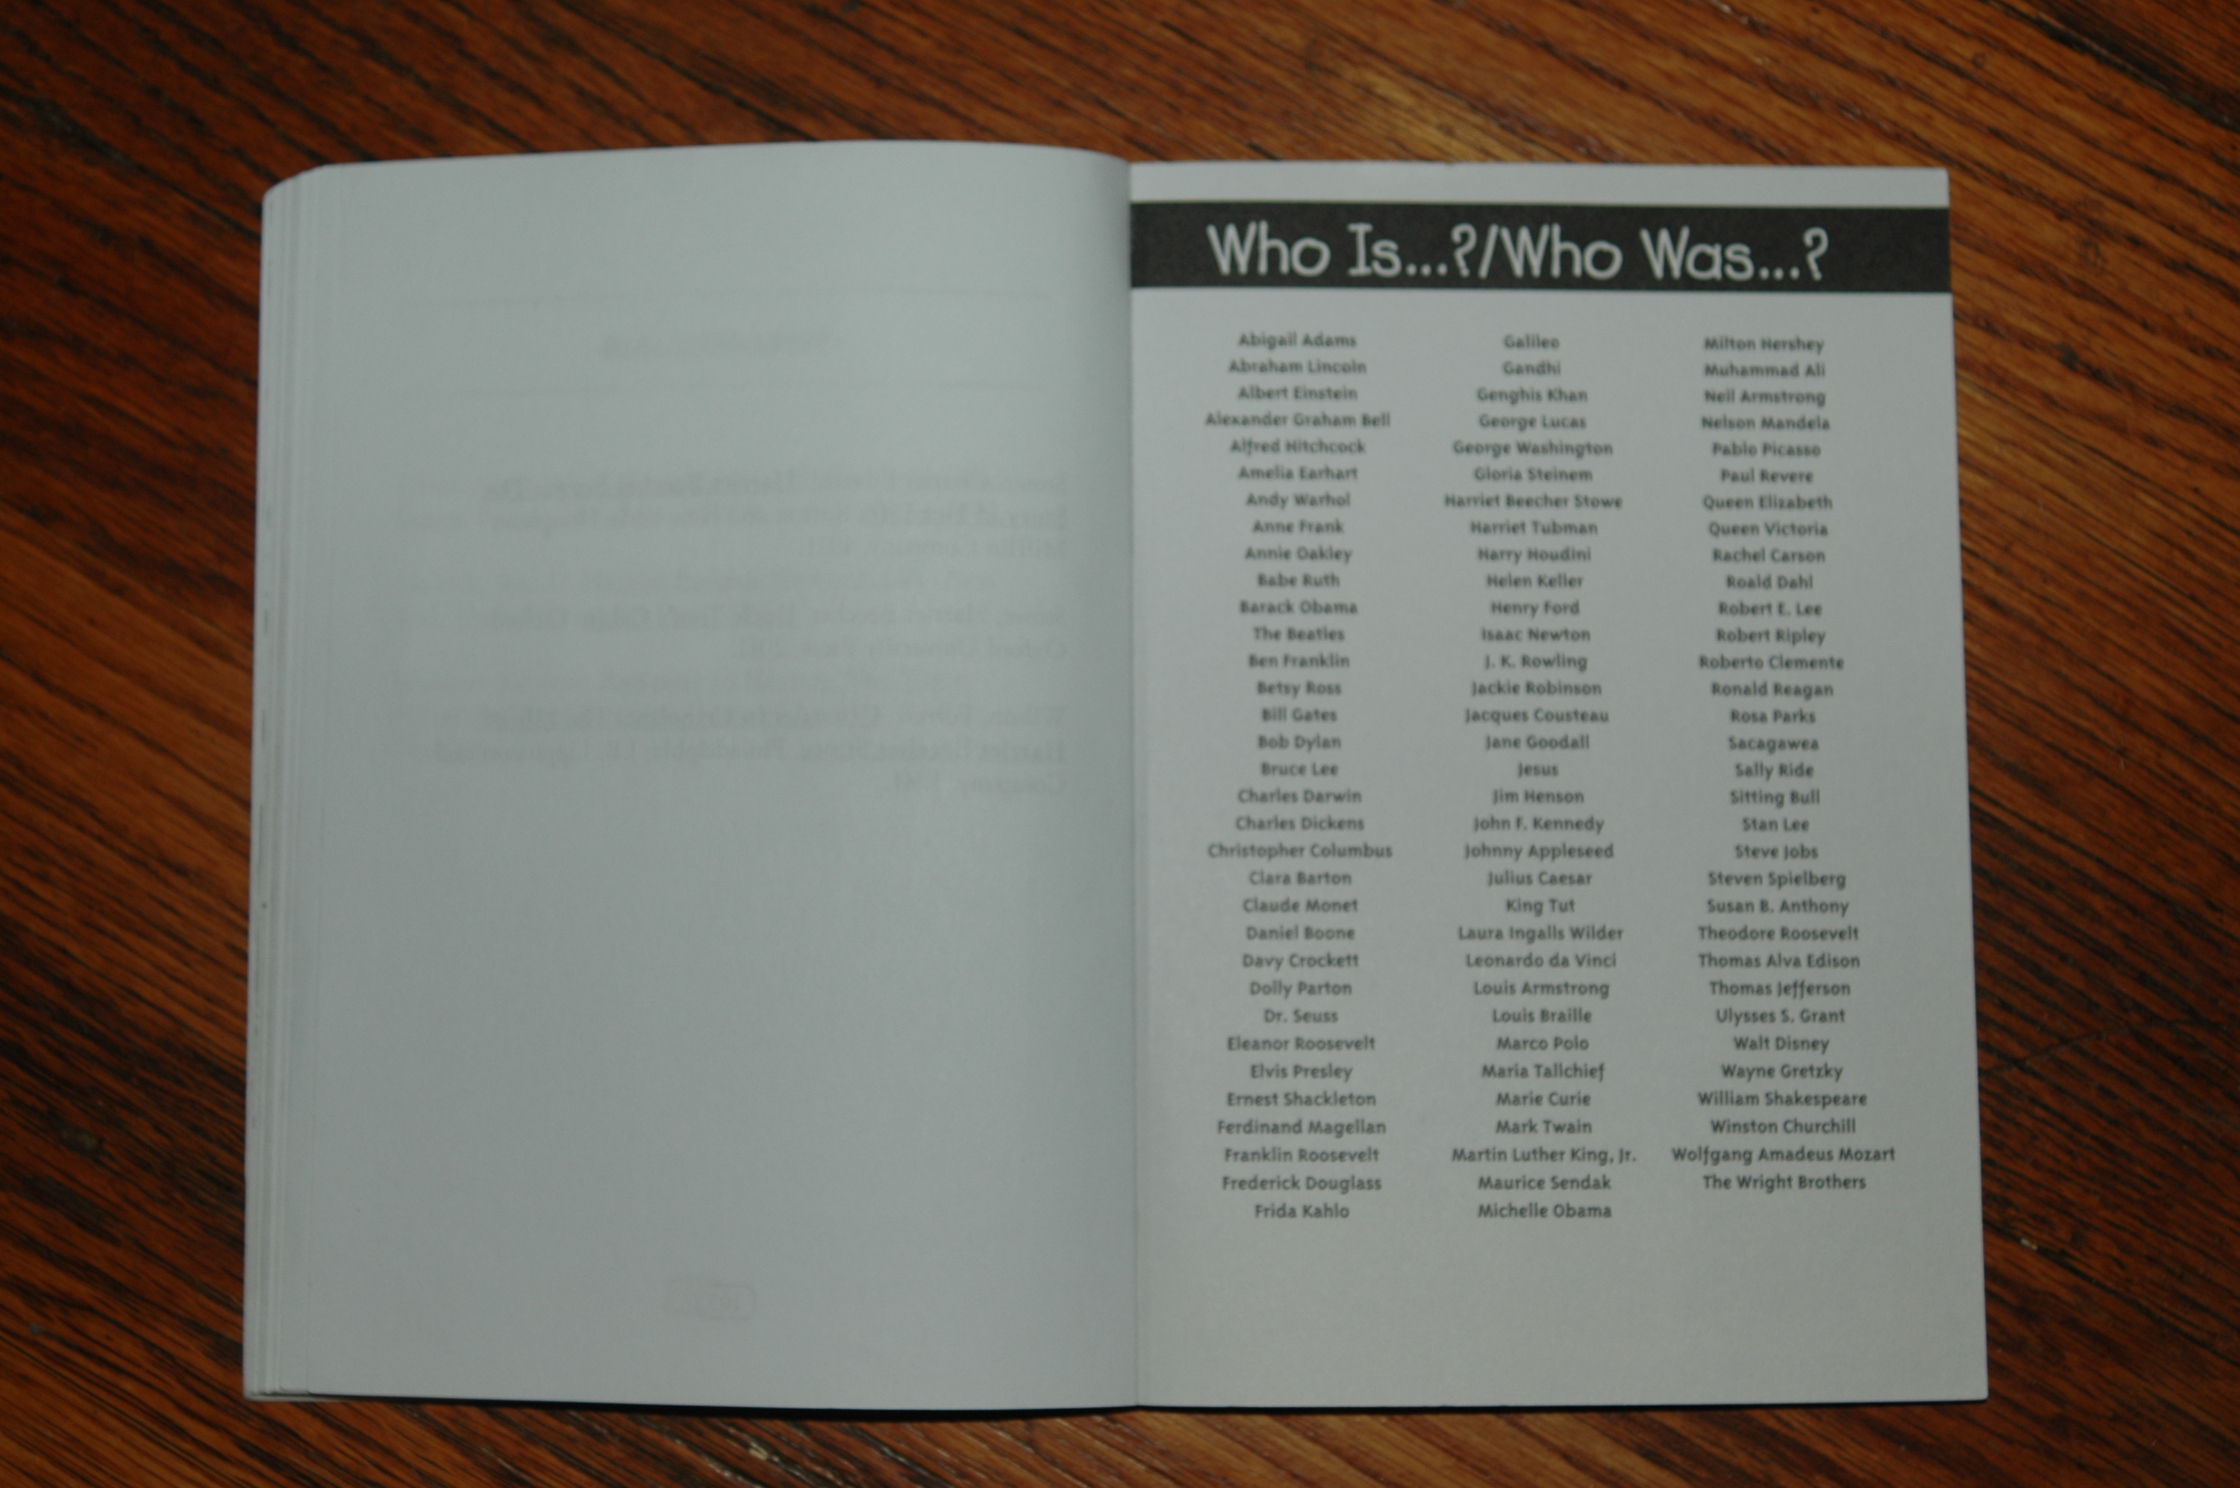 Who Is...?/Who Was...?
Abigail Adams
Abraham Lincoln
Albert Einstein
Alexander Graham Bell
Alfred Hitchcock
Amelia Earhart
Andy Warhol
Anne Frank
Annie Oakley
Babe Ruth
Barack Obama
The Beatles
Ben Franklin
Betsy Ross
Bill Gates
Bob Dylan
Bruce Lee
Charles Darwin
Charles Dickens
Christopher Columbus
Clara Barton
Claude Monet
Daniel Boone
Davy Crockett
Dolly Parton
Dr. Seuss
Eleanor Roosevelt
Elvis Presley
Ernest Shackleton
Ferdinand Magellan
Franklin Roosevelt
Frederick Douglass
Frida Kahlo
Galileo
Gandhi
Genghis Khan
George Lucas
George Washington
Gloria Steinem
Harriet Beecher Stowe
Harriet Tubman
Harry Houdini
Helen Keller
Henry Ford
Isaac Newton
J. K. Rowling
Jackie Robinson
Jacques Cousteau
Jane Goodall
Jesus
Jim Henson
John F. Kennedy
Johnny Appleseed
Julius Caesar
King Tut
Laura Ingalls Wilder
Leonardo da Vinci
Louis Armstrong
Louis Braille
Marco Polo
Maria Tallchief
Marie Curie
Mark Twain
Martin Luther King, Jr.
Maurice Sendak
Michelle Obama
Milton Hershey
Muhammad Ali
Neil Armstrong
Nelson Mandela
Pablo Picasso
Paul Revere
Queen Elizabeth
Queen Victoria
Rachel Carson
Roald Dahl
Robert E. Lee
Robert Ripley
Roberto Clemente
Ronald Reagan
Rosa Parks
Sacagawea
Sally Ride
Sitting Bull
Stan Lee
Steve Jobs
Steven Spielberg
Susan B. Anthony
Theodore Roosevelt
Thomas Alva Edison
Thomas Jefferson
Ulysses S. Grant
Walt Disney
Wayne Gretzky
William Shakespeare
Winston Churchill
Wolfgang Amadeus Mozart
The Wright Brothers